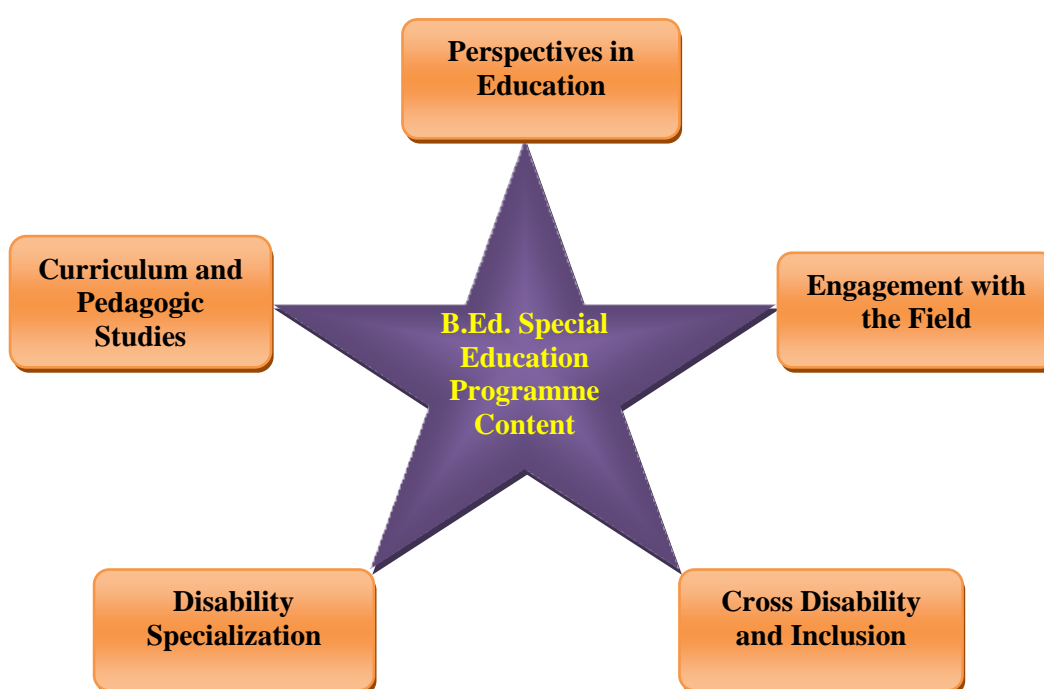 Perspectives in
Education
Curriculum and
Pedagogic
Studies
Engagement with
the Field
B.Ed. Special
Education
Programme
Content
Disability
Specialization
Cross Disability
and Inclusion